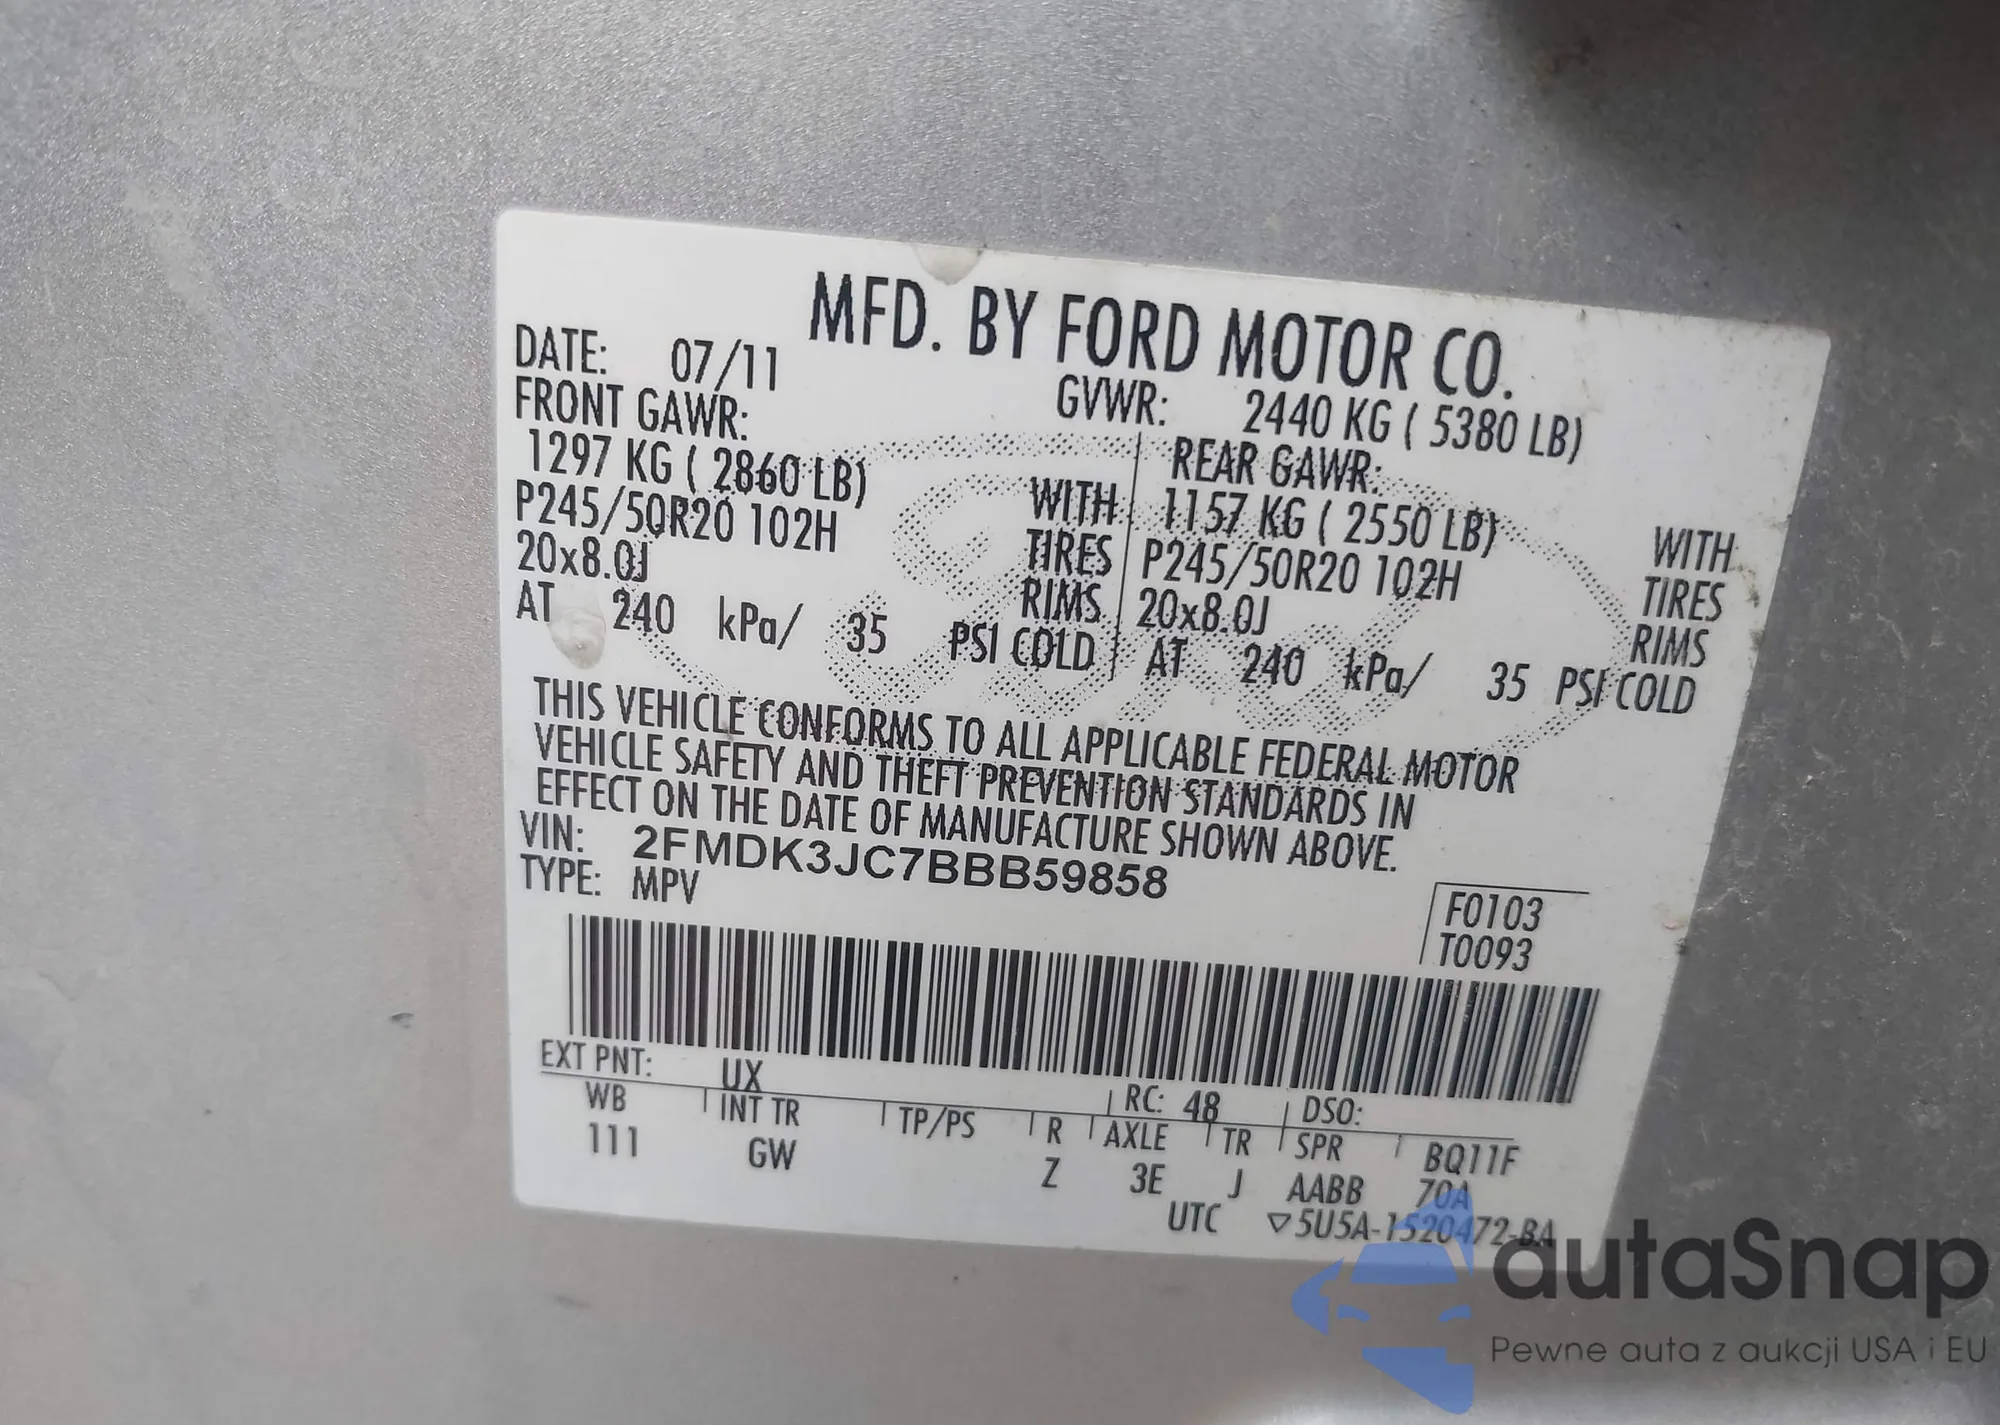 MFD. BY FORD MOTOR CO.
DATE: 07/11 GVWR: 2440 KG ( 5380 LB)
FRONT GAWR: REAR GAWR:
1297 KG ( 2860 LB) WITH 1157 KG ( 2550 LB) WITH
P245/50R20 102H TIRES P245/50R20 102H TIRES
20x8.0J RIMS 20x8.0J RIMS
AT 240 kPa/ 35 PSI COLD AT 240 kPa/ 35 PSI COLD
THIS VEHICLE CONFORMS TO ALL APPLICABLE FEDERAL MOTOR
VEHICLE SAFETY AND THEFT PREVENTION STANDARDS IN
EFFECT ON THE DATE OF MANUFACTURE SHOWN ABOVE.
VIN: 2FMDK3JC7BBB59858
TYPE: MPV
F0103
T0093
EXT PNT: UX RC: 48 DSO:
WB INT TR TP/PS R AXLE TR SPR BQ11F
111 GW Z 3E J AABB 70A
UTC ▽5U5A-1520472-BA
autaSnap
Pewne auta z aukcji USA i EU